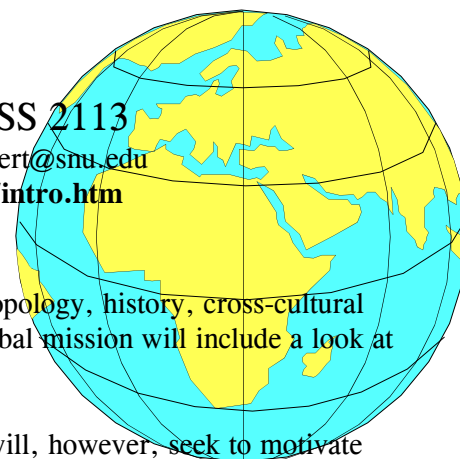 SS 2113
ert@snu.edu
/intro.htm
opology, history, cross-cultural
bal mission will include a look at
vill, however, seek to motivate